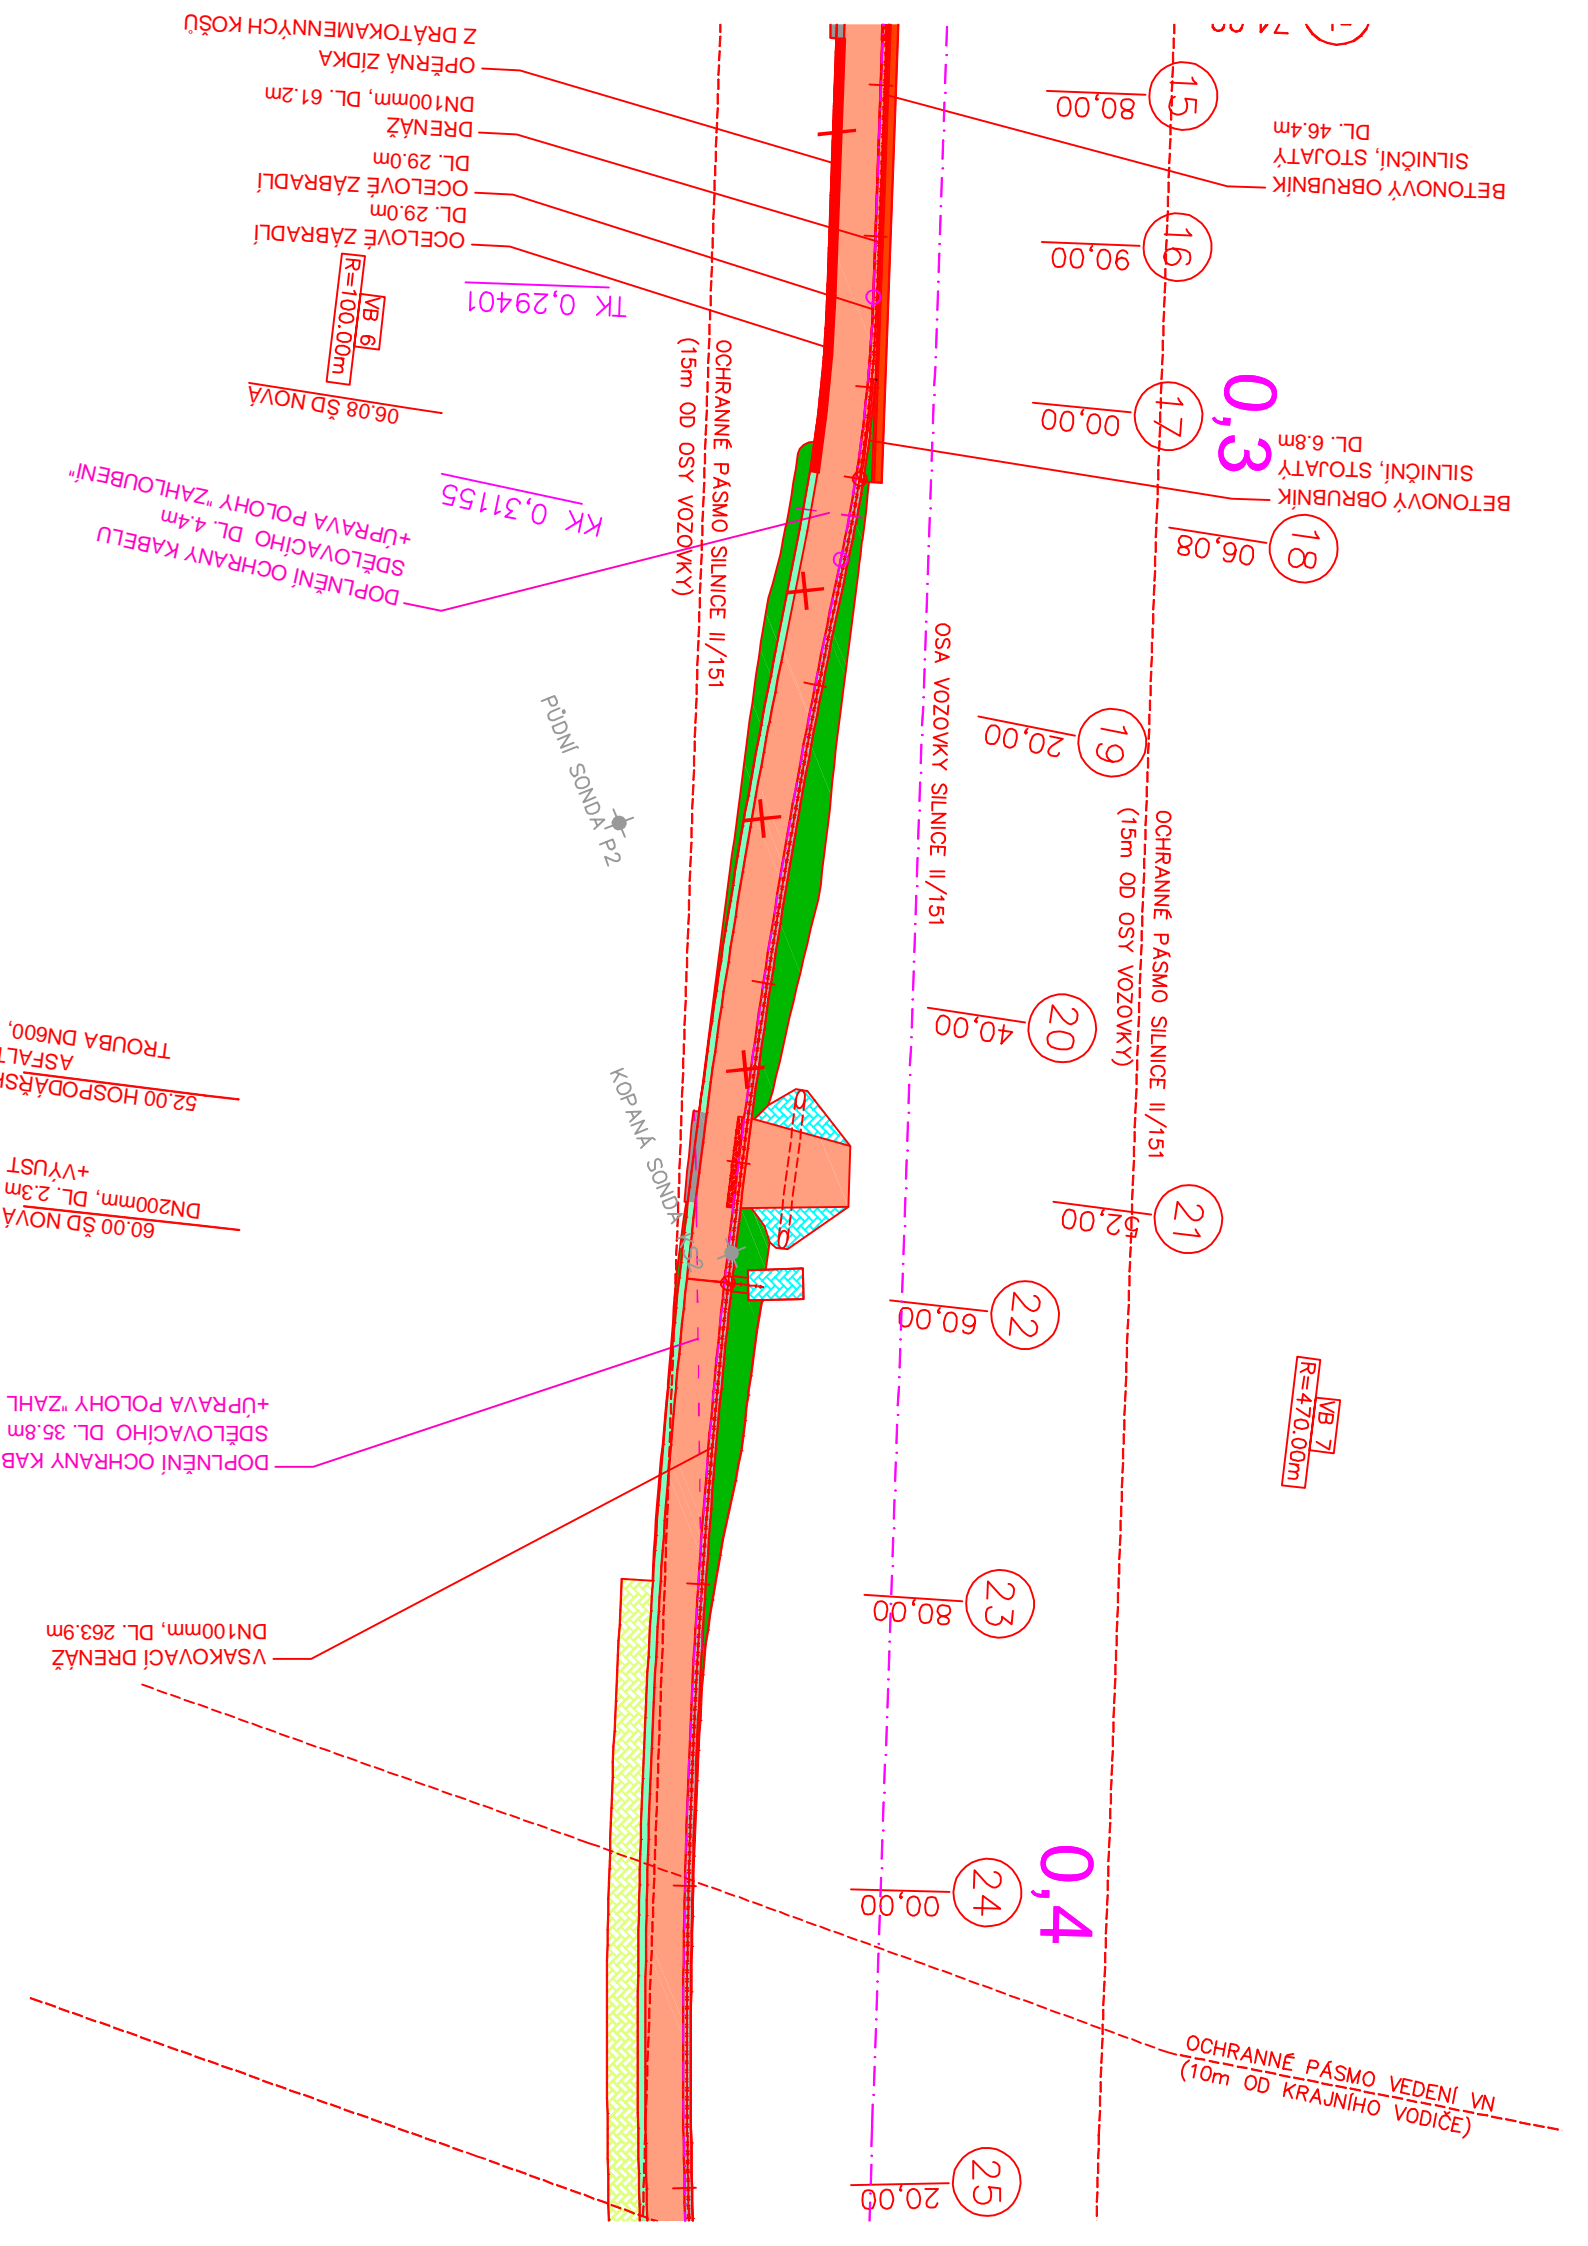 OPĚRNÁ ZÍDKA
Z DRÁTOKAMENNÝCH KOŠŮ
DRENÁŽ
DN100mm, DL. 61.2m
OCELOVÉ ZÁBRADLÍ
DL. 29.0m
OCELOVÉ ZÁBRADLÍ
DL. 29.0m
VB 6
R=100.00m
TK 0,29401
06.08 ŠD NOVÁ
KK 0,31155
DOPLNĚNÍ OCHRANY KABELU
SDĚLOVACÍHO DL. 4.4m
+ÚPRAVA POLOHY "ZAHLOUBENÍ"
OCHRANNÉ PÁSMO SILNICE II/151
(15m OD OSY VOZOVKY)
15
80,00
BETONOVÝ OBRUBNÍK
SILNIČNÍ, STOJATÝ
DL. 46.4m
16
90,00
17
00,00
0,3
BETONOVÝ OBRUBNÍK
SILNIČNÍ, STOJATÝ
DL. 6.8m
18
06,08
OSA VOZOVKY SILNICE II/151
19
20,00
PŮDNÍ SONDA P2
OCHRANNÉ PÁSMO SILNICE II/151
(15m OD OSY VOZOVKY)
20
40,00
52.00 HOSPODÁŘSK
ASFALT
TROUBA DN600,
KOPANÁ SONDA KS2
60.00 ŠD NOVÁ
DN200mm, DL. 2.3m
+VÝUST
21
52,00
22
60,00
VB 7
R=470.00m
DOPLNĚNÍ OCHRANY KAB
SDĚLOVACÍHO DL. 35.8m
+ÚPRAVA POLOHY "ZAHL
23
80,00
VSAKOVACÍ DRENÁŽ
DN100mm, DL. 263.9m
24
00,00
0,4
OCHRANNÉ PÁSMO VEDENÍ VN
(10m OD KRAJNÍHO VODIČE)
25
20,00